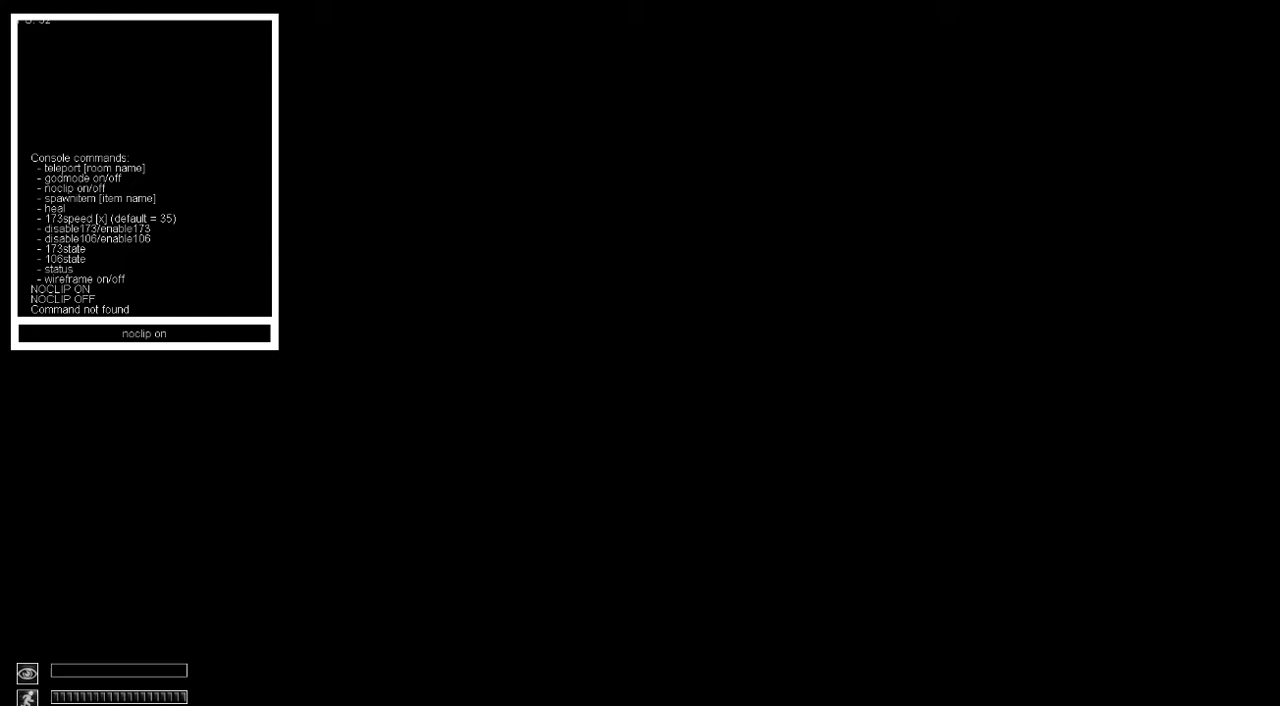 Console commands:
- teleport [room name]
- godmode on/off
- noclip on/off
- spawnitem [item name]
- heal
- 173speed [x] (default = 35)
- disable173/enable173
- disable106/enable106
- 173state
- 106state
- status
- wireframe on/off
NOCLIP ON
NOCLIP OFF
Command not found
noclip on